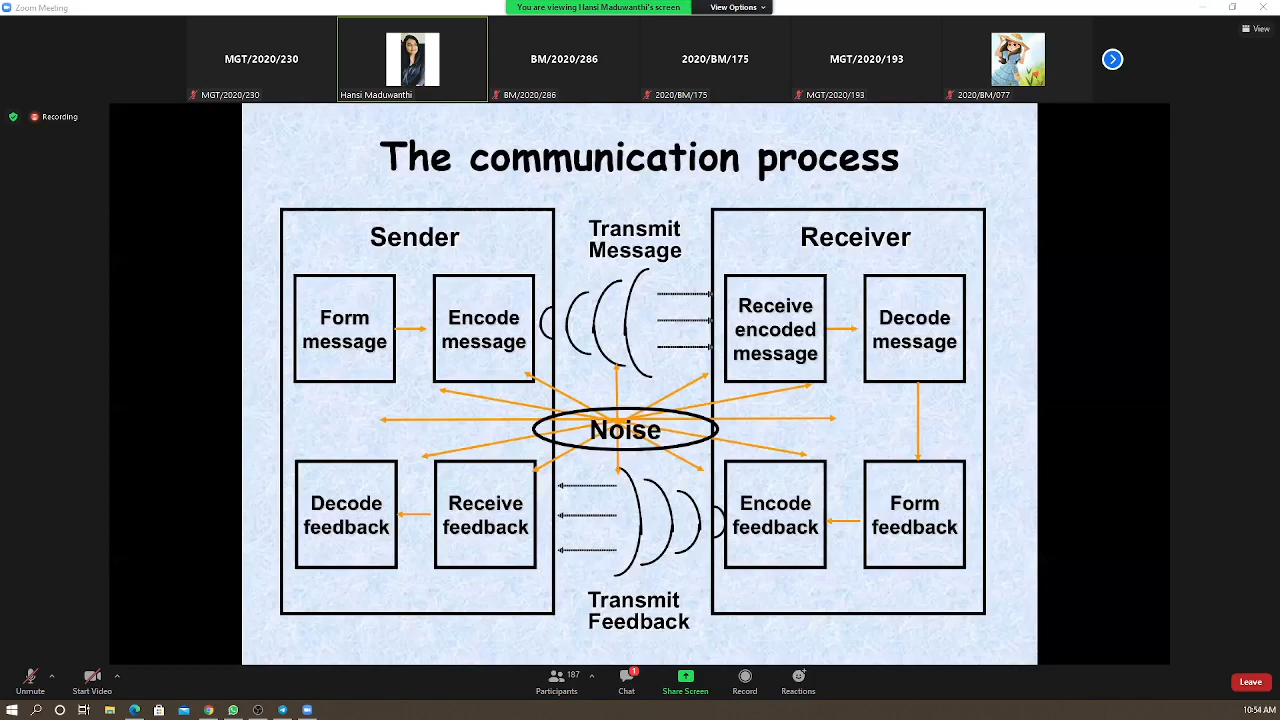 Zoom Meeting
You are viewing Hansi Maduwanthi's screen
View Options
View
MGT/2020/230
BM/2020/286
2020/BM/175
MGT/2020/193
MGT/2020/230
Hansi Maduwanthi
BM/2020/286
2020/BM/175
MGT/2020/193
2020/BM/077
Recording
The communication process
Sender
Transmit
Message
Receiver
Form
message
Encode
message
Receive
encoded
message
Decode
message
Noise
Decode
feedback
Receive
feedback
Encode
feedback
Form
feedback
Transmit
Feedback
Unmute
Start Video
187
Participants
1
Chat
Share Screen
Record
Reactions
Leave
10:54 AM